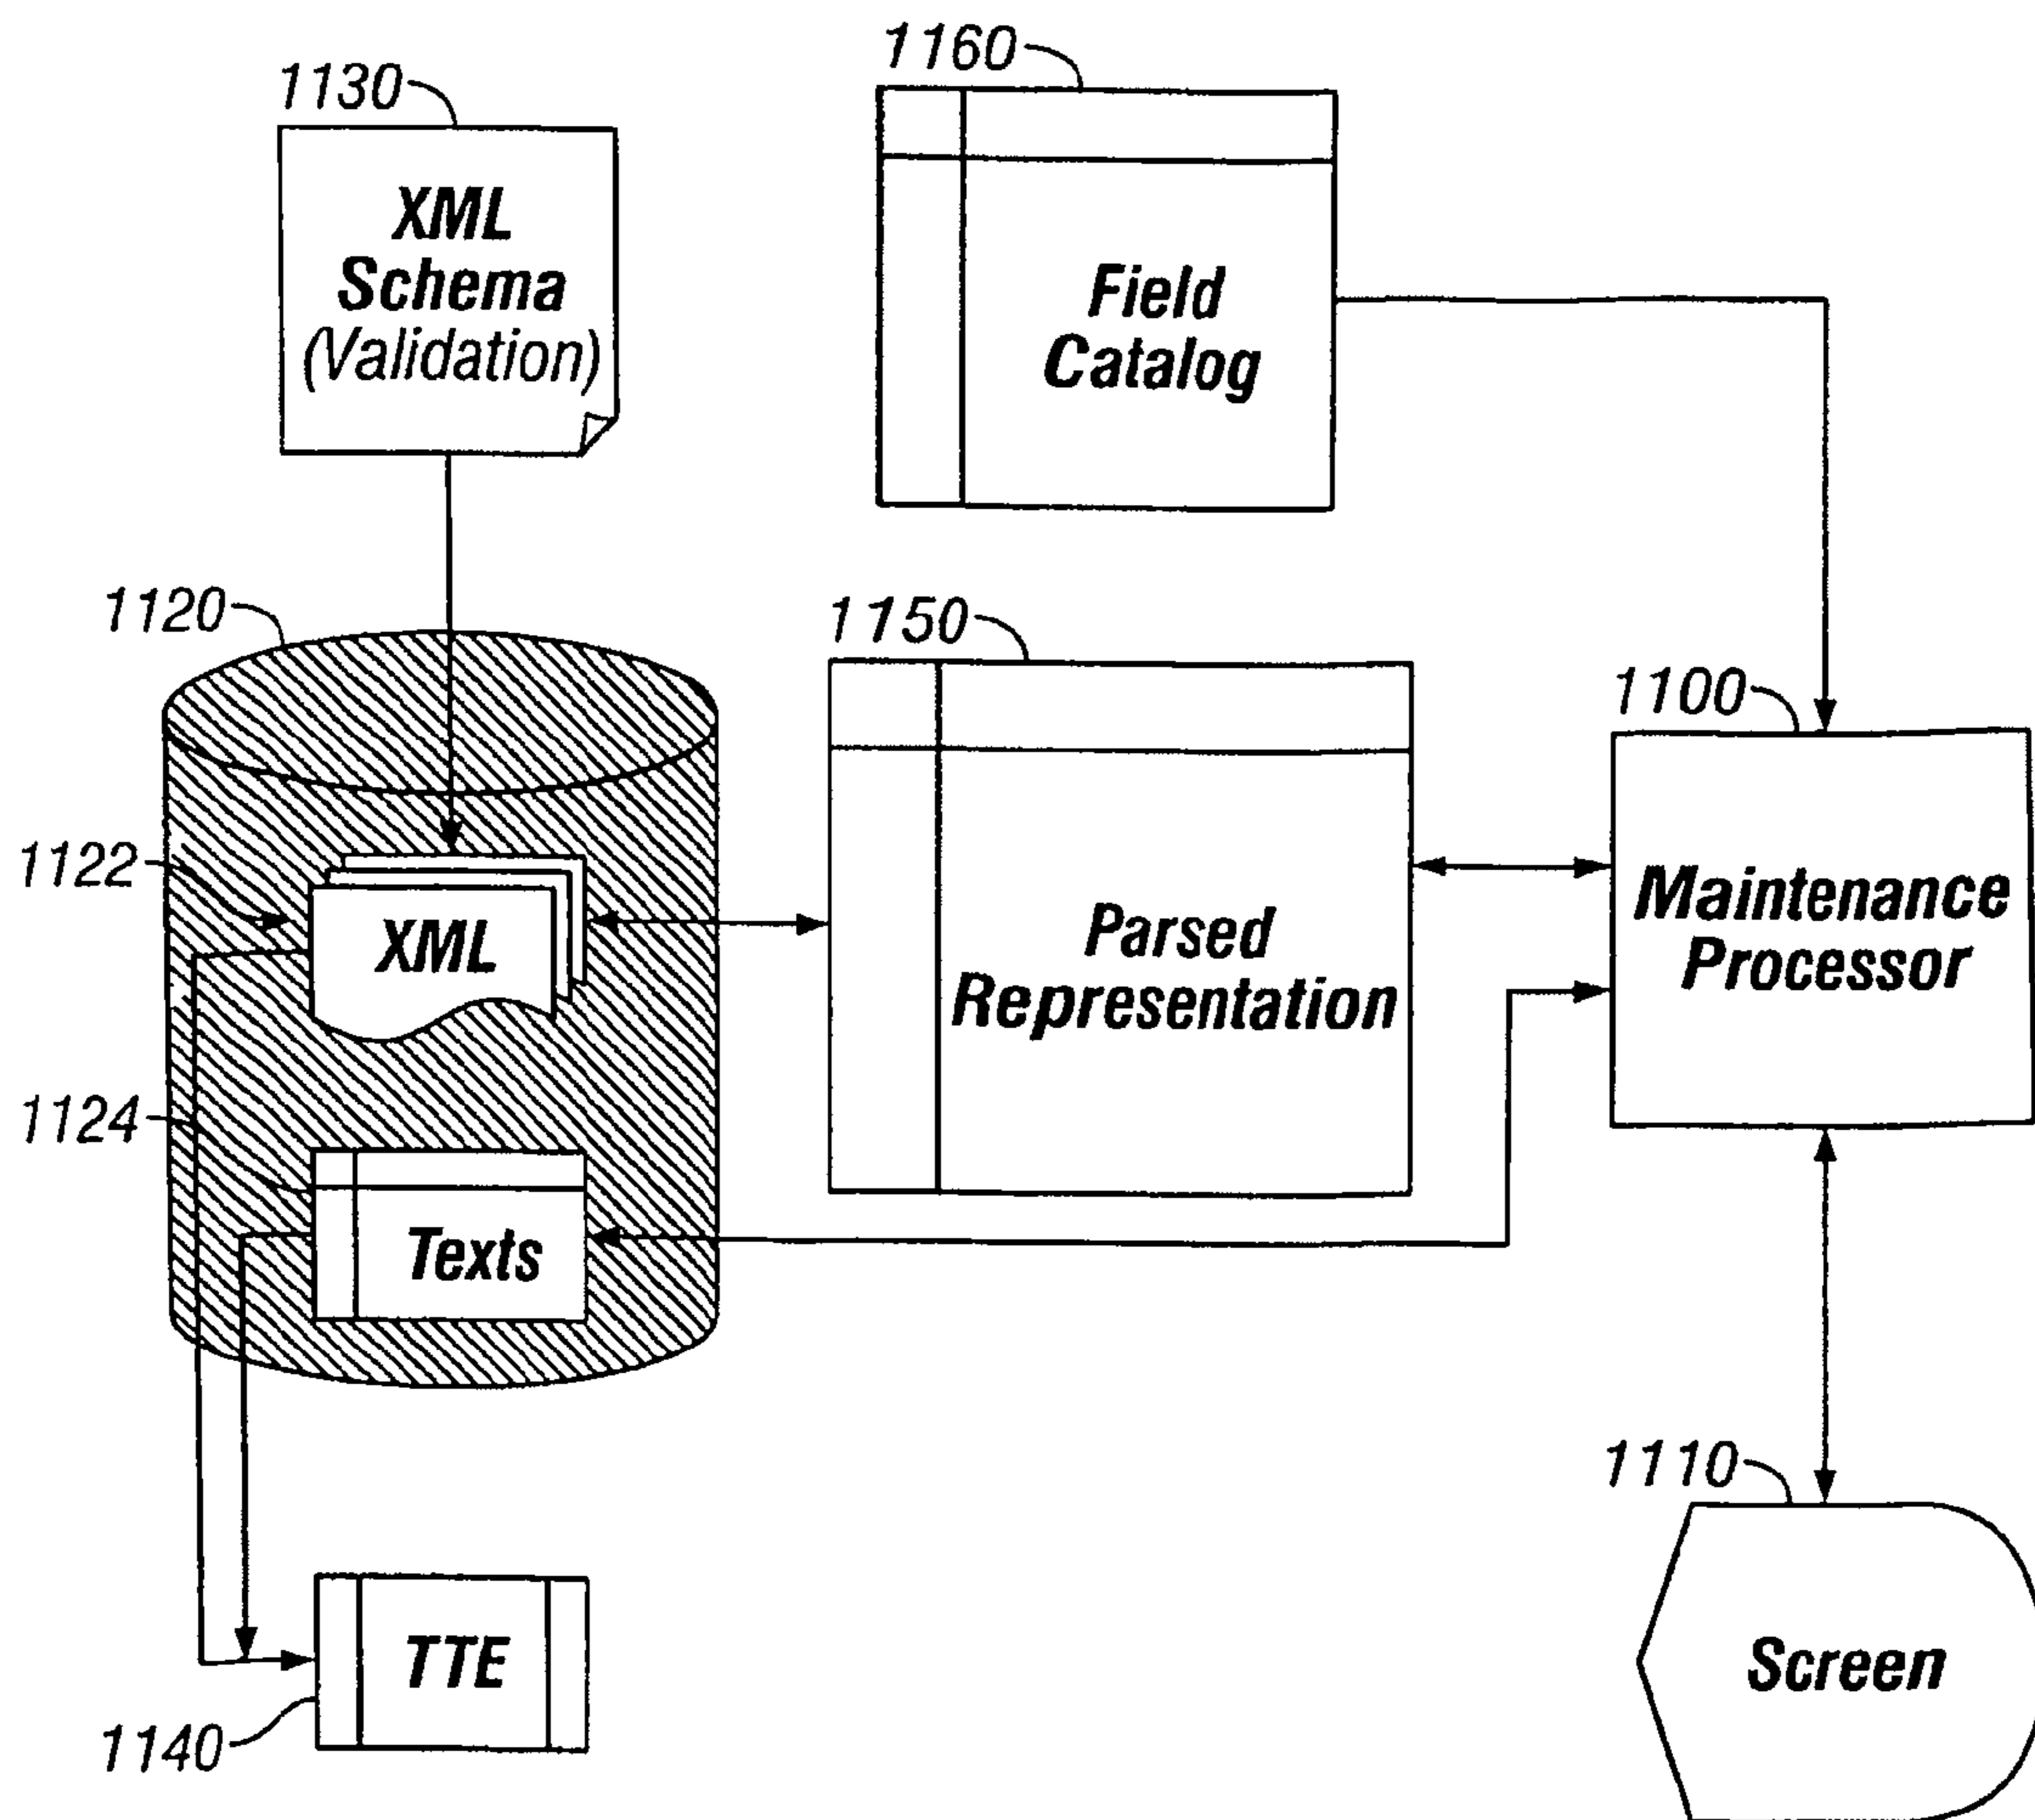 1160
1130
XML
Schema
(Validation)
Field
Catalog
1120
1150
1100
1122
XML
Parsed
Representation
Maintenance
Processor
1124
Texts
1110
TTE
Screen
1140